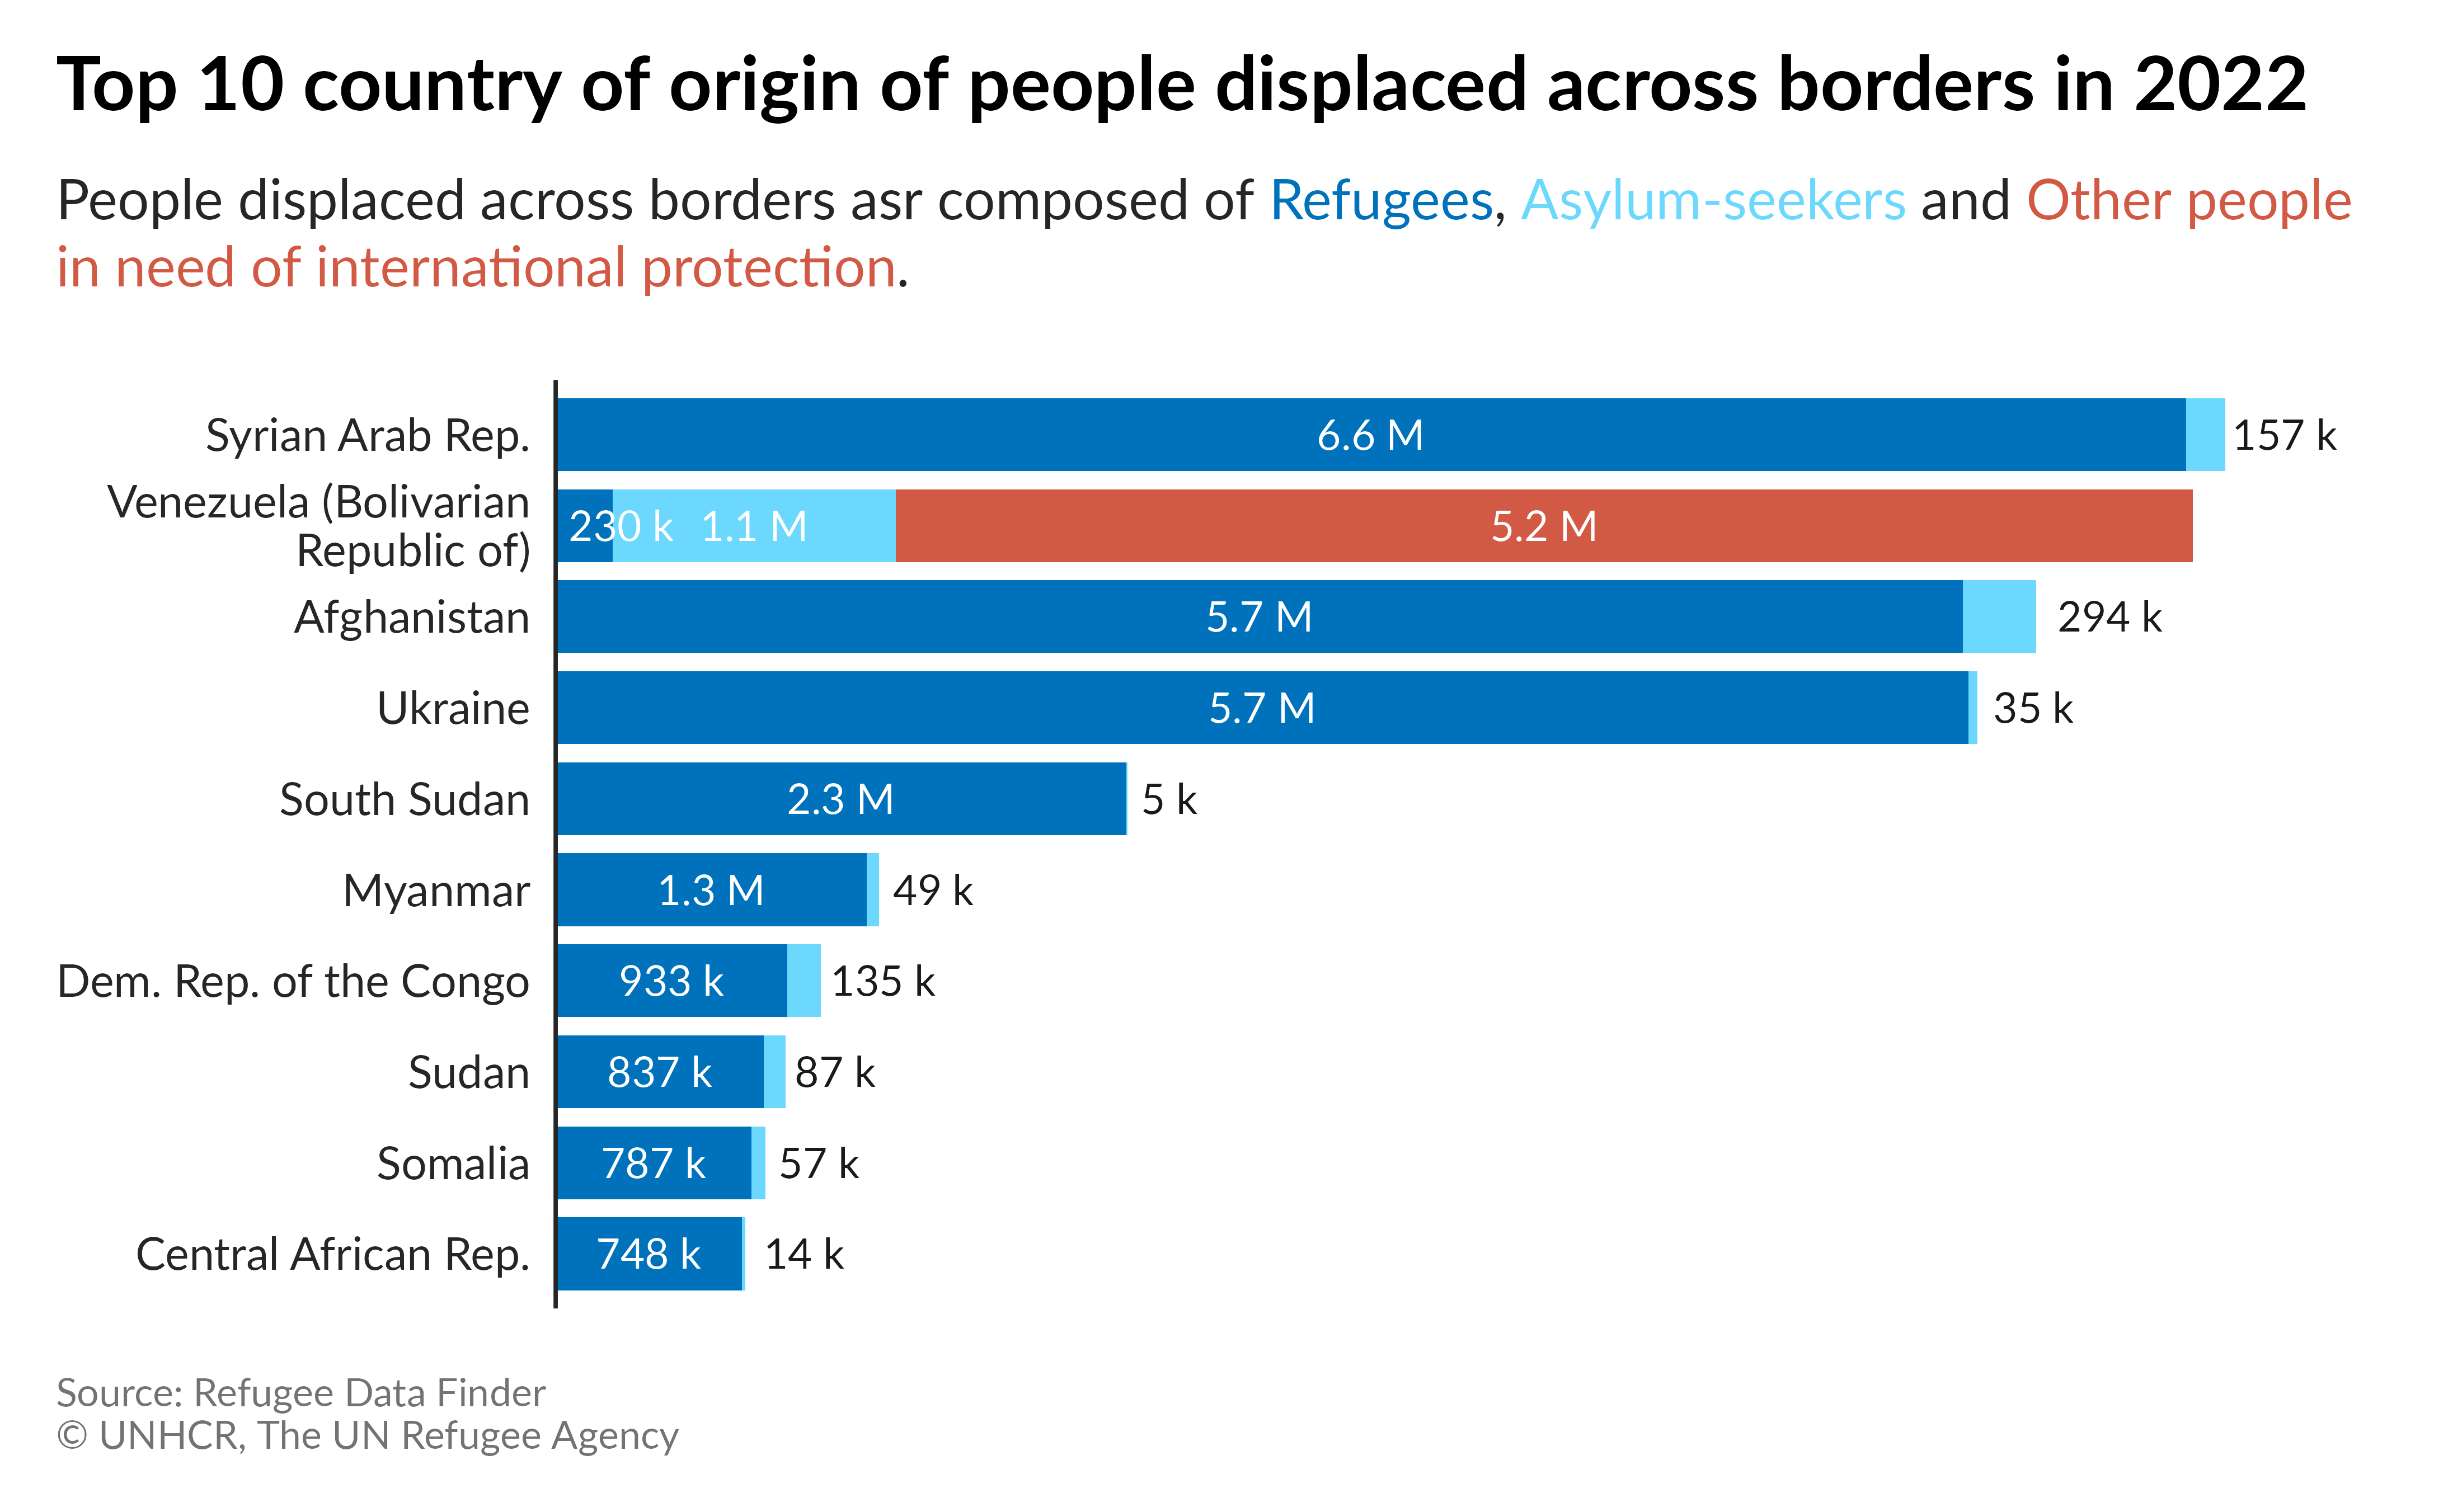 Top 10 country of origin of people displaced across borders in 2022
People displaced across borders asr composed of Refugees, Asylum-seekers and Other people
in need of international protection.
Syrian Arab Rep.
6.6 M
157 k
Venezuela (Bolivarian
Republic of)
230 k
1.1 M
5.2 M
Afghanistan
5.7 M
294 k
Ukraine
5.7 M
35 k
South Sudan
2.3 M
5 k
Myanmar
1.3 M
49 k
Dem. Rep. of the Congo
933 k
135 k
Sudan
837 k
87 k
Somalia
787 k
57 k
Central African Rep.
748 k
14 k
Source: Refugee Data Finder
© UNHCR, The UN Refugee Agency